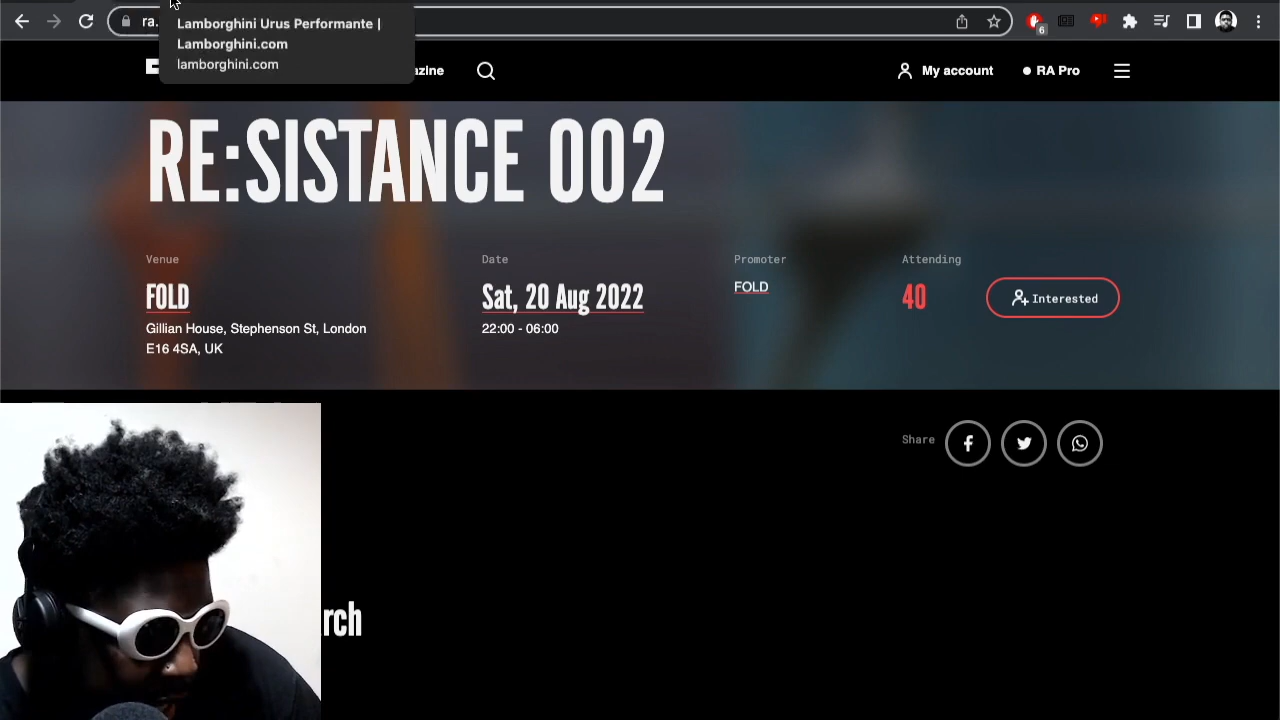 ra.
Lamborghini Urus Performante |
Lamborghini.com
lamborghini.com
6
azine
My account
RA Pro
RE:SISTANCE 002
Venue
Date
Promoter
Attending
FOLD
Sat, 20 Aug 2022
FOLD
40
Interested
Gillian House, Stephenson St, London
E16 4SA, UK
22:00 - 06:00
Share
rch